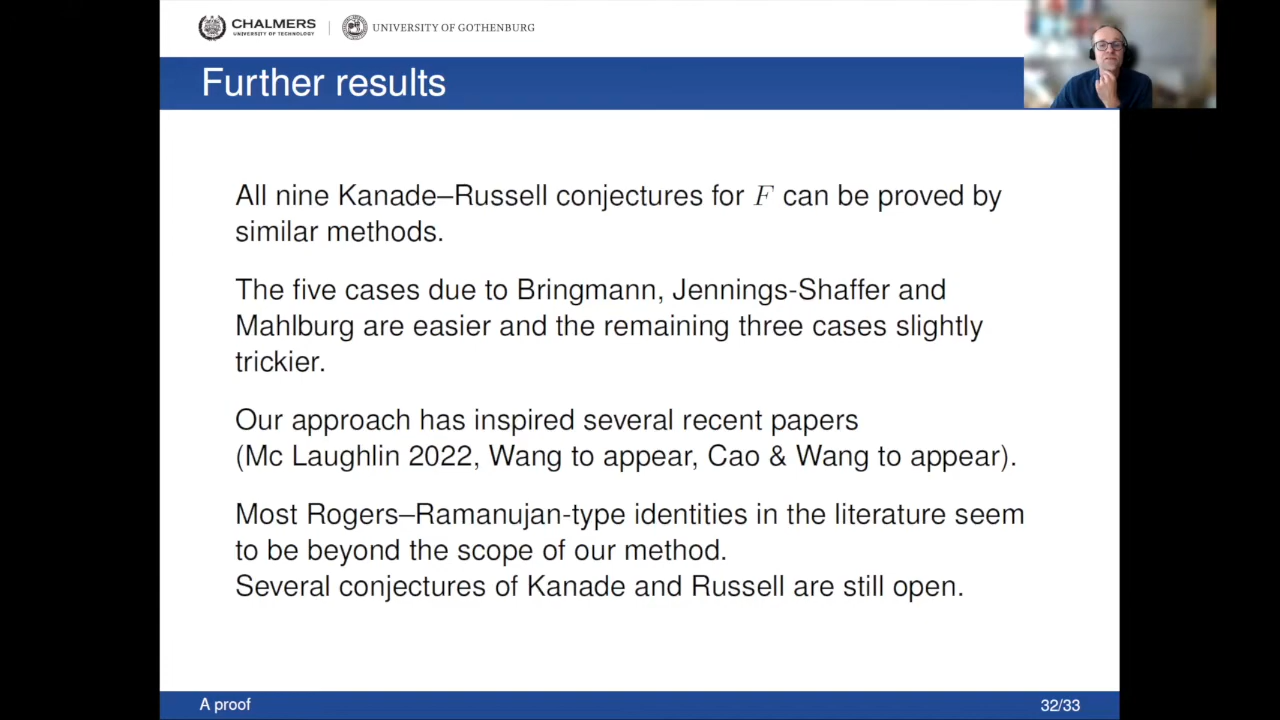 CHALMERS
UNIVERSITY OF TECHNOLOGY
UNIVERSITY OF GOTHENBURG
Further results
All nine Kanade–Russell conjectures for F can be proved by
similar methods.
The five cases due to Bringmann, Jennings-Shaffer and
Mahlburg are easier and the remaining three cases slightly
trickier.
Our approach has inspired several recent papers
(Mc Laughlin 2022, Wang to appear, Cao & Wang to appear).
Most Rogers–Ramanujan-type identities in the literature seem
to be beyond the scope of our method.
Several conjectures of Kanade and Russell are still open.
A proof
32/33